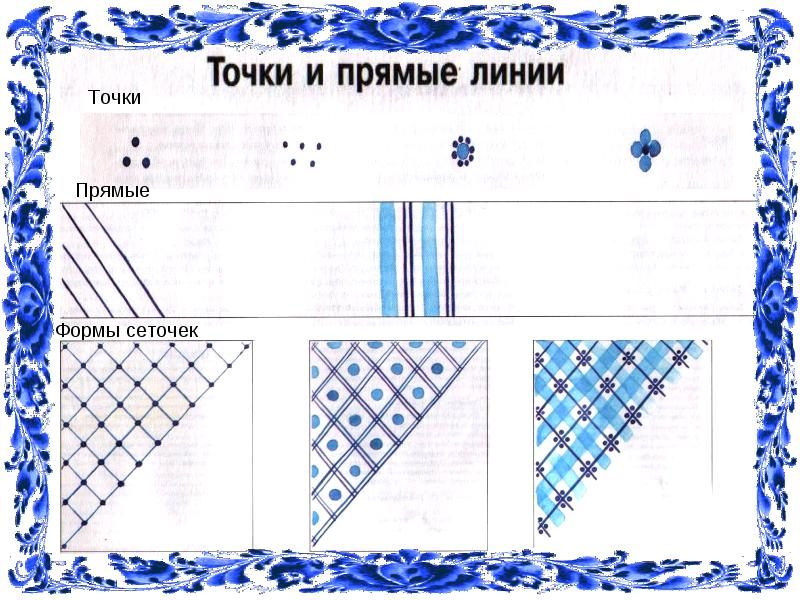 Точки и прямые линии
Точки
Прямые
Формы сеточек